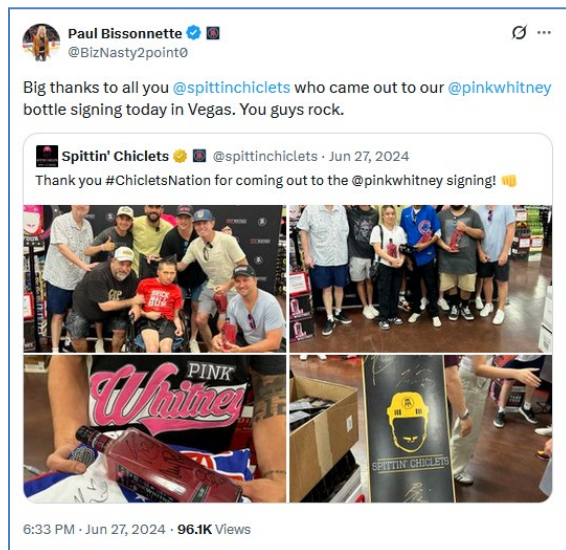 Paul Bissonnette
@BizNasty2point0
Big thanks to all you @spittinchiclets who came out to our @pinkwhitney
bottle signing today in Vegas. You guys rock.
Spittin' Chiclets @spittinchiclets · Jun 27, 2024
Thank you #ChicletsNation for coming out to the @pinkwhitney signing! 👊
PINK
Whitney
SPITTIN' CHICLETS
6:33 PM · Jun 27, 2024 · 96.1K Views